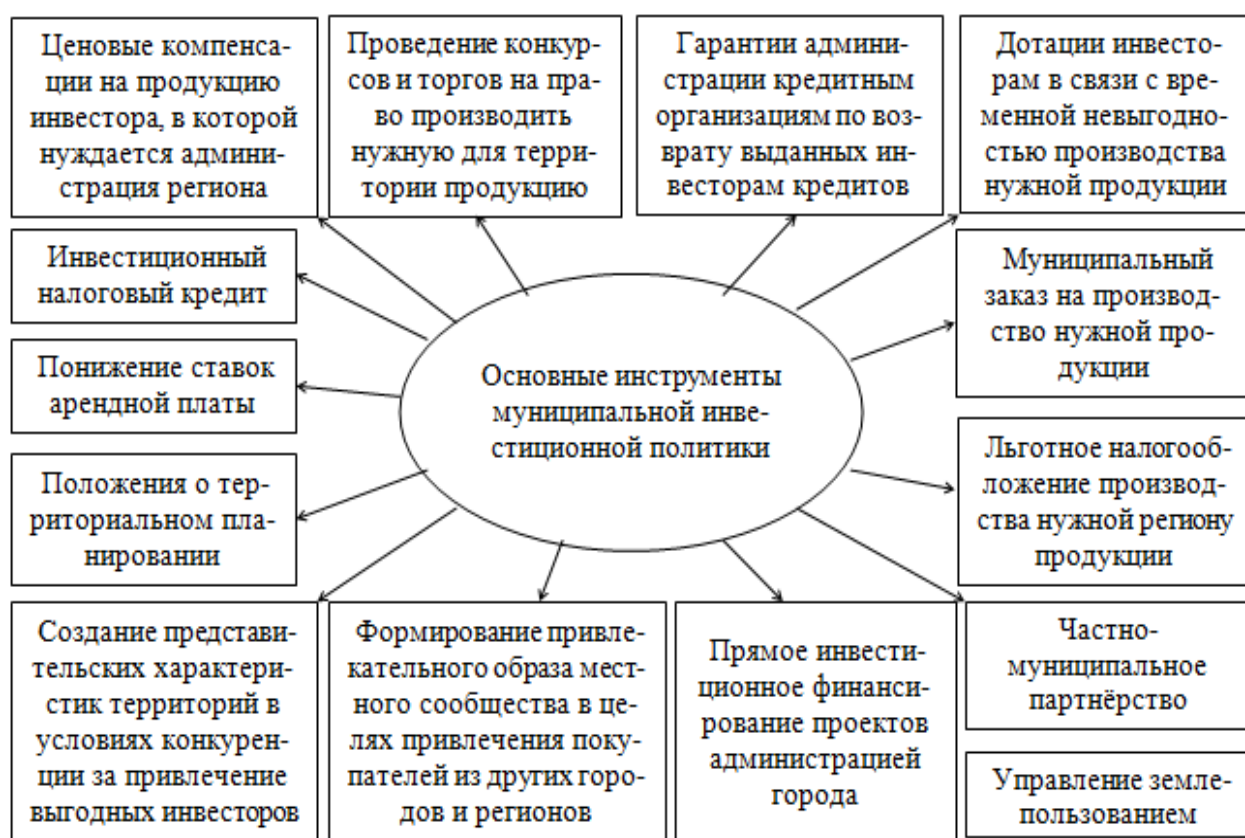 Ценовые компенса-
ции на продукцию
инвестора, в которой
нуждается админи-
страция региона
Проведение конкур-
сов и торгов на пра-
во производить
нужную для терри-
тории продукцию
Гарантии админи-
страции кредитным
организациям по воз-
врату выданных ин-
весторам кредитов
Дотации инвесто-
рам в связи с вре-
менной невыгодно-
стью производства
нужной продукции
Инвестиционный
налоговый кредит
Муниципальный
заказ на производ-
ство нужной про-
дукции
Понижение ставок
арендной платы
Основные инструменты
муниципальной инве-
стиционной политики
Льготное налогооб-
ложение производ-
ства нужной региону
продукции
Положения о тер-
риториальном пла-
нировании
Создание представи-
тельских характери-
стик территорий в
условиях конкурен-
ции за привлечение
выгодных инвесторов
Формирование привле-
кательного образа мест-
ного сообщества в це-
лях привлечения поку-
пателей из других горо-
дов и регионов
Прямое инвести-
ционное финанси-
рование проектов
администрацией
города
Частно-
муниципальное
партнёрство
Управление земле-
пользованием